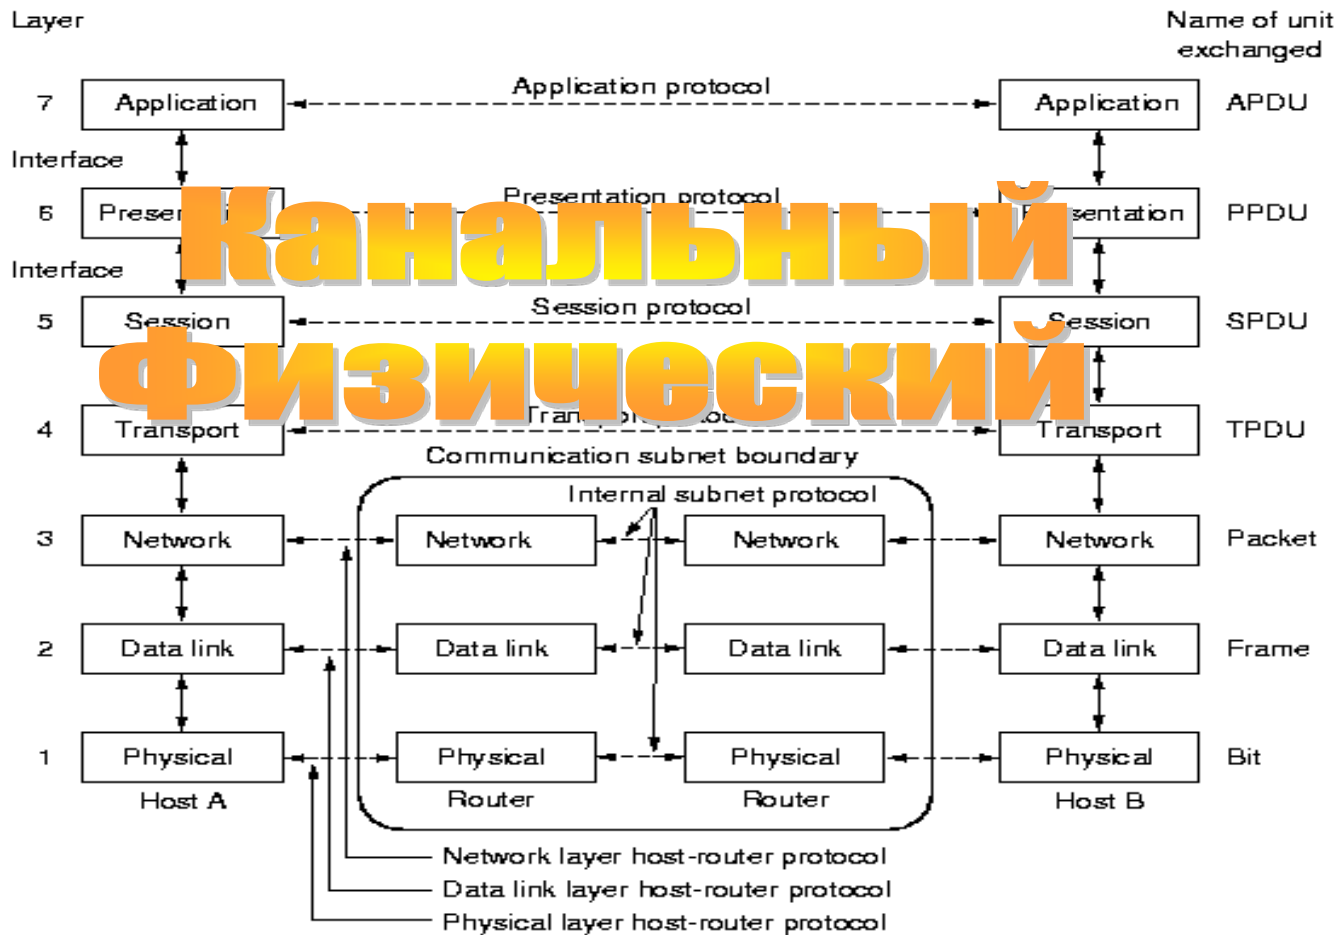 Layer
Name of unit
exchanged
7 Application Application protocol Application APDU
Interface
6 Presentation protocol PPDU
Канальный
Interface
5 Session Session protocol Session SPDU
Физический
4 Transport Transport protocol Transport TPDU
Communication subnet boundary
Internal subnet protocol
3 Network Network Network Network Packet
2 Data link Data link Data link Data link Frame
1 Physical Physical Physical Physical Bit
Host A Router Router Host B
Network layer host-router protocol
Data link layer host-router protocol
Physical layer host-router protocol